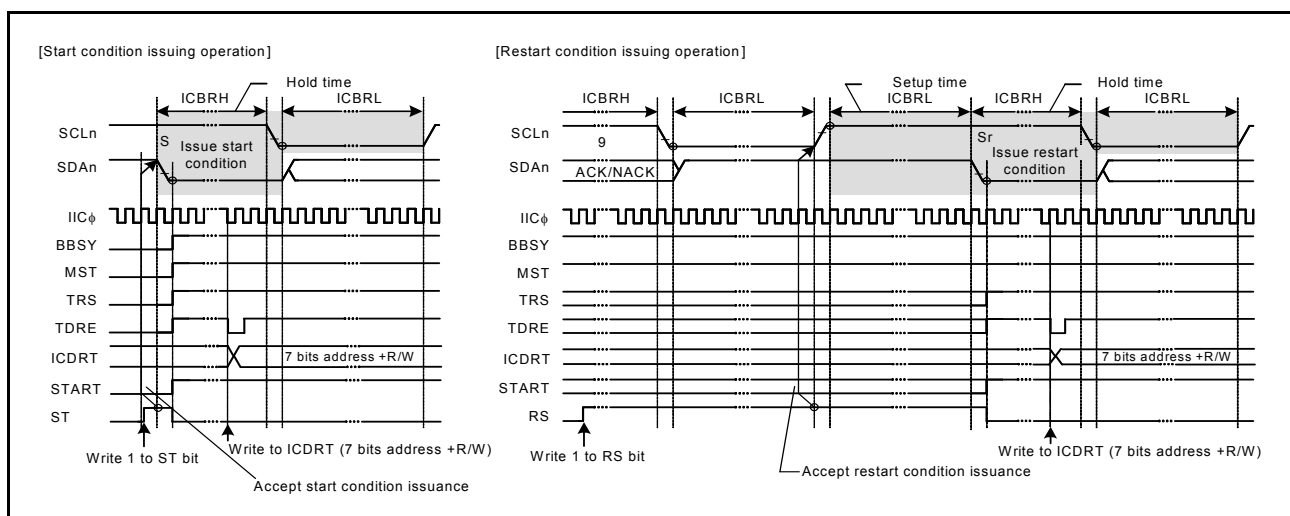 [Start condition issuing operation]
Hold time
ICBRH
ICBRL
SCLn
S
Issue start
condition
SDAn
IICφ
BBSY
MST
TRS
TDRE
ICDRT
7 bits address +R/W
START
ST
Write 1 to ST bit
Write to ICDRT (7 bits address +R/W)
Accept start condition issuance
[Restart condition issuing operation]
Setup time
Hold time
ICBRH
ICBRL
ICBRL
ICBRH
ICBRL
SCLn
9
Sr
Issue restart
condition
SDAn
ACK/NACK
IICφ
BBSY
MST
TRS
TDRE
ICDRT
7 bits address +R/W
START
RS
Write 1 to RS bit
Write to ICDRT (7 bits address +R/W)
Accept restart condition issuance